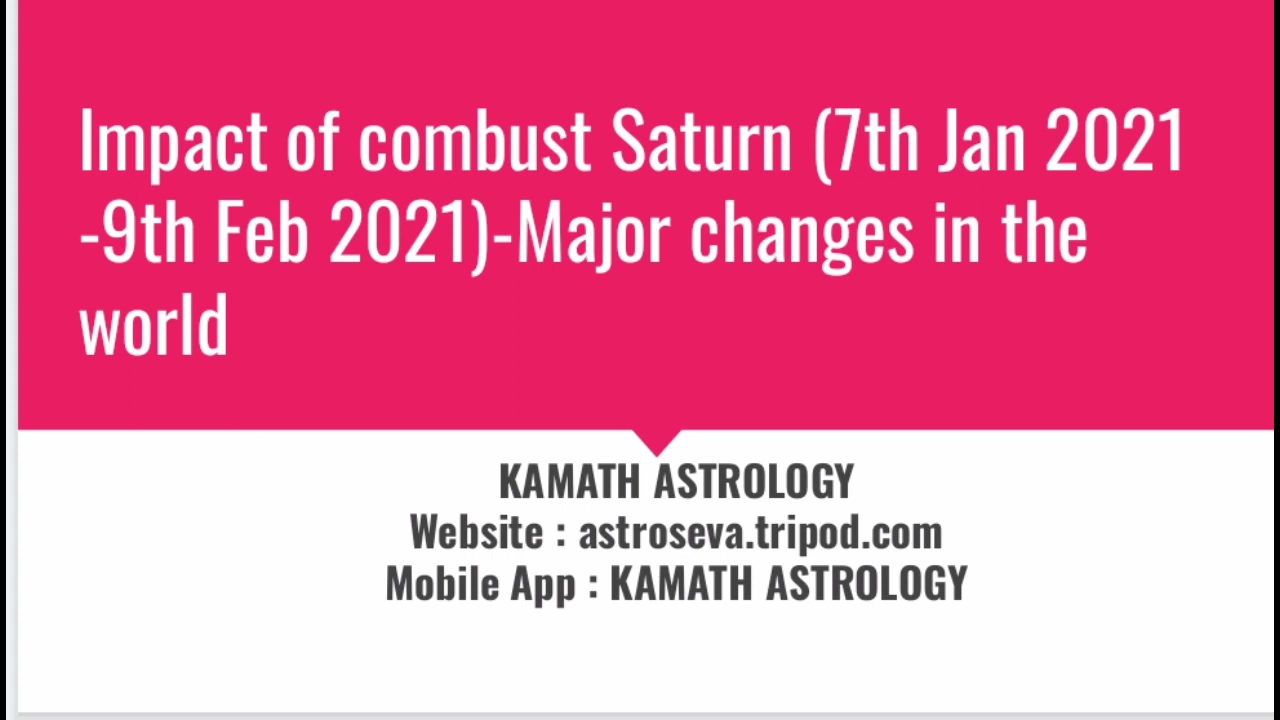 Impact of combust Saturn (7th Jan 2021
-9th Feb 2021)-Major changes in the
world
KAMATH ASTROLOGY
Website : astroseva.tripod.com
Mobile App : KAMATH ASTROLOGY